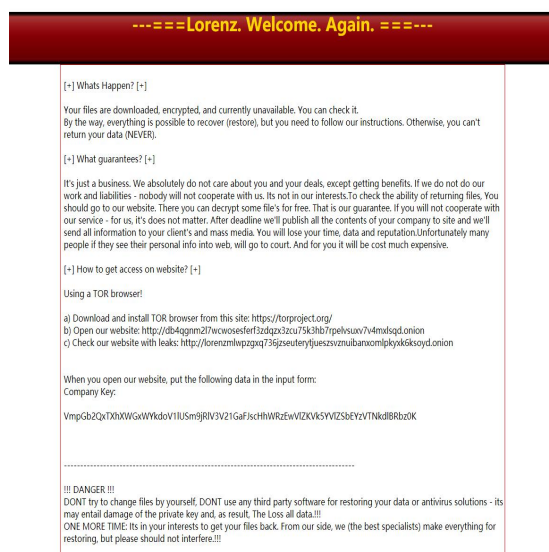 ---===Lorenz. Welcome. Again. ===---
[+] Whats Happen? [+]
Your files are downloaded, encrypted, and currently unavailable. You can check it.
By the way, everything is possible to recover (restore), but you need to follow our instructions. Otherwise, you can't
return your data (NEVER).
[+] What guarantees? [+]
It's just a business. We absolutely do not care about you and your deals, except getting benefits. If we do not do our
work and liabilities - nobody will not cooperate with us. Its not in our interests.To check the ability of returning files, You
should go to our website. There you can decrypt some file's for free. That is our guarantee. If you will not cooperate with
our service - for us, it's does not matter. After deadline we'll publish all the contents of your company to site and we'll
send all information to your client's and mass media. You will lose your time, data and reputation.Unfortunately many
people if they see their personal info into web, will go to court. And for you it will be cost much expensive.
[+] How to get access on website? [+]
Using a TOR browser!
a) Download and install TOR browser from this site: https://torproject.org/
b) Open our website: http://db4qgnm2l7wcwosesferf3zdqzx3zcu75k3hb7rpelvsuxv7v4mxlsqd.onion
c) Check our website with leaks: http://lorenzmlwpzgxq736jzseuterytjueszsvznuibanxomlpkyxk6ksoyd.onion
When you open our website, put the following data in the input form:
Company Key:
VmpGb2QxTXhXWGxWYkdoV1lUSm9jRlV3V21GaFJscHhWRzEwVlZKVk5YVlZSbEYzVTNkdlBRbz0K
------------------------------------------------------------------------------------------
!!! DANGER !!!
DONT try to change files by yourself, DONT use any third party software for restoring your data or antivirus solutions - its
may entail damage of the private key and, as result, The Loss all data.!!!
ONE MORE TIME: Its in your interests to get your files back. From our side, we (the best specialists) make everything for
restoring, but please should not interfere.!!!